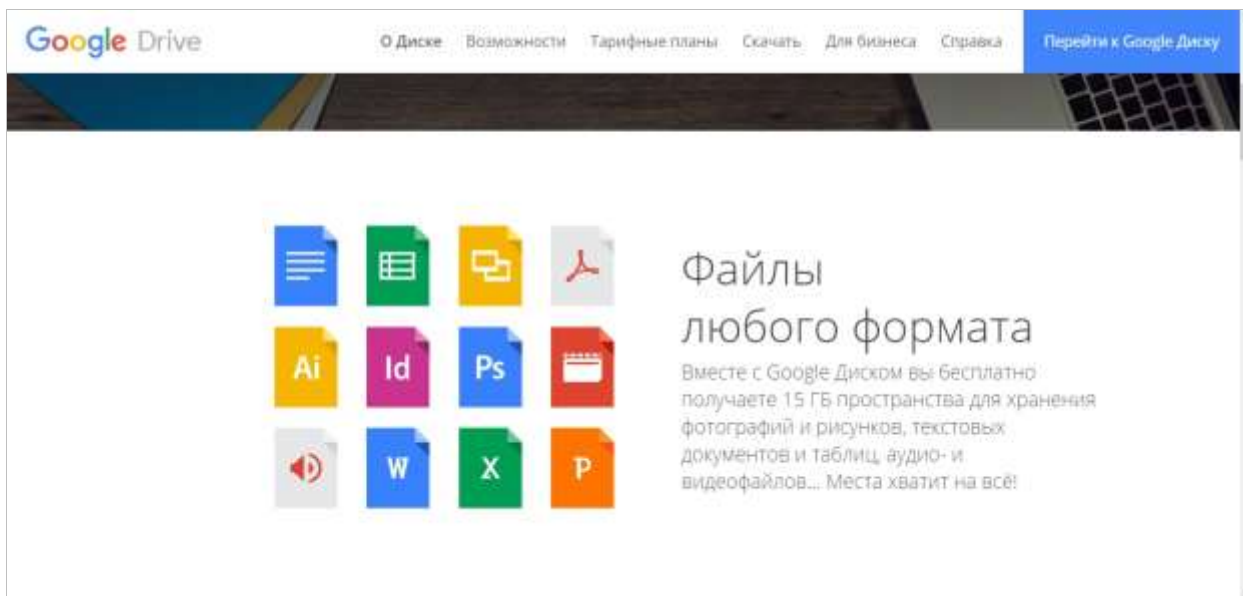 Google Drive
О Диске Возможности Тарифные планы Скачать Для бизнеса Справка Перейти к Google Диску
Файлы
любого формата
Вместе с Google Диском вы бесплатно
получаете 15 ГБ пространства для хранения
фотографий и рисунков, текстовых
документов и таблиц, аудио- и
видеофайлов... Места хватит на всё!
Ai Id Ps
W X P